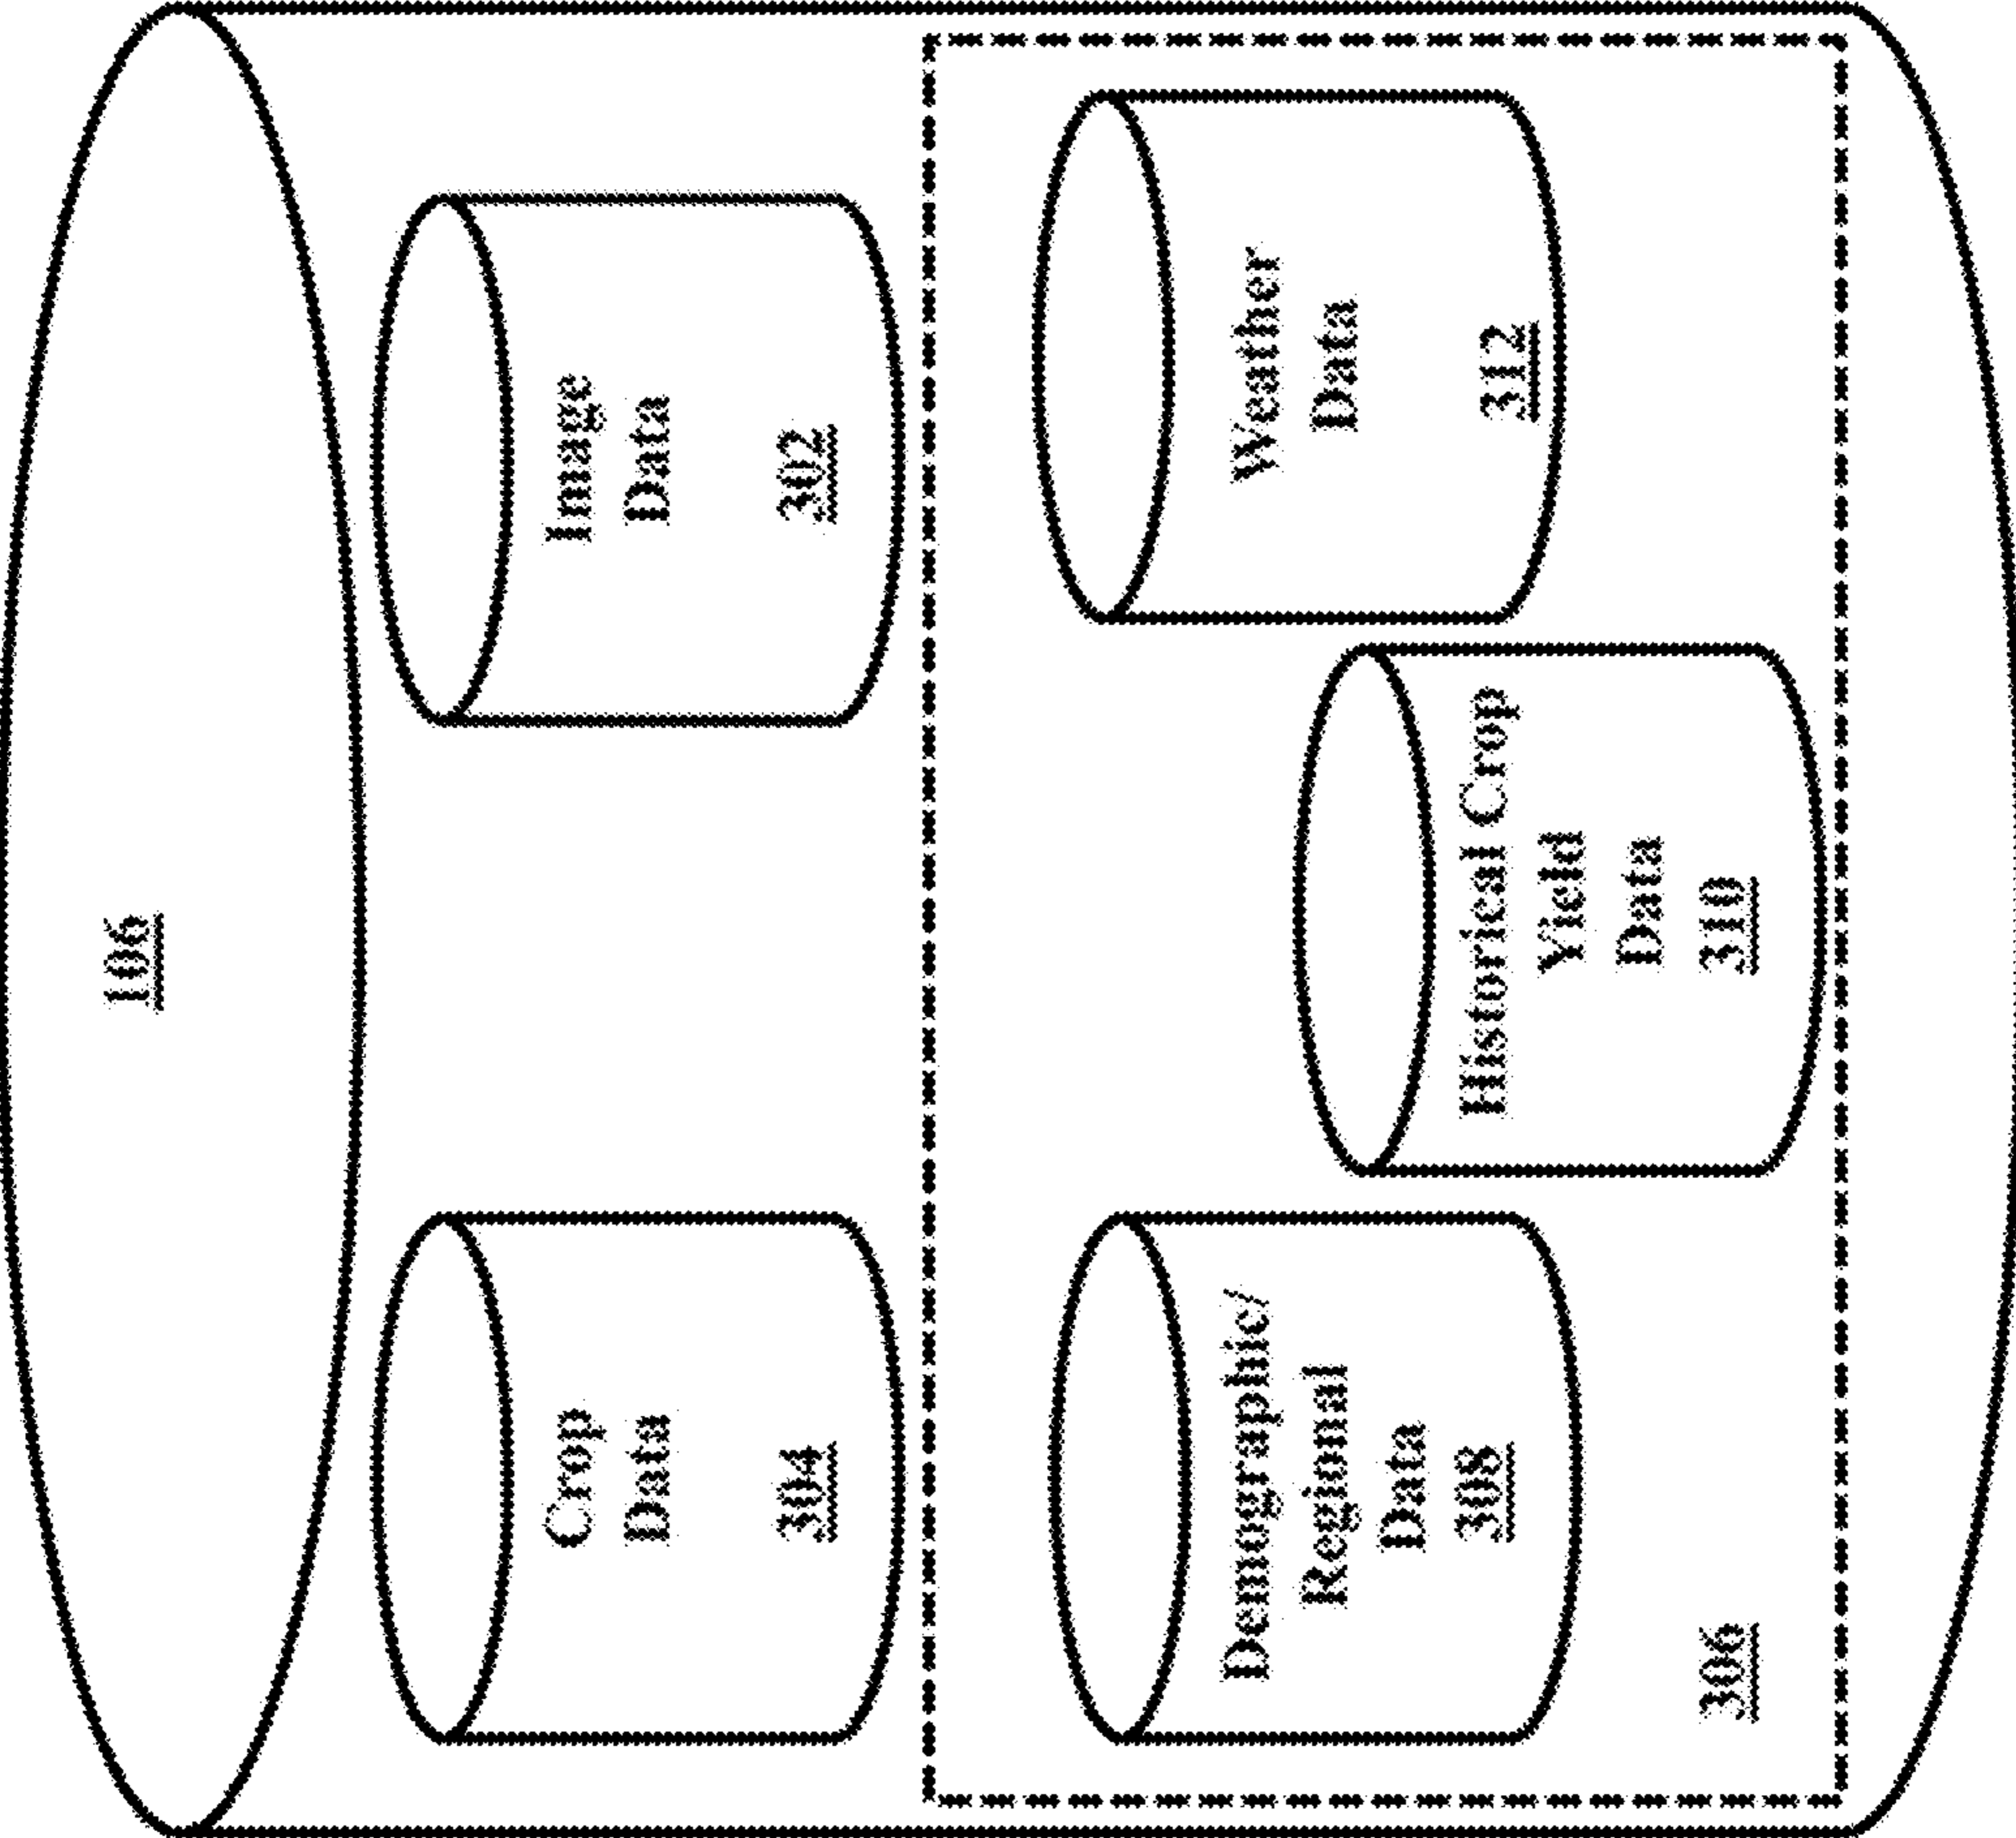 106
Crop
Data
304
Image
Data
302
Demographic/
Regional
Data
308
Historical Crop
Yield
Data
310
Weather
Data
312
306